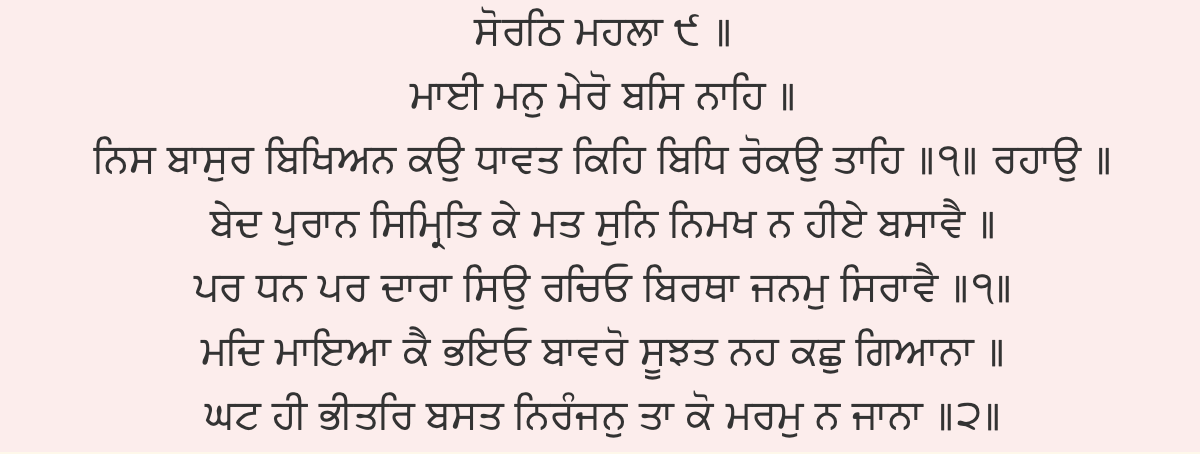 ਸੋਰਠਿ ਮਹਲਾ ੯ ॥
ਮਾਈ ਮਨੁ ਮੇਰੋ ਬਸਿ ਨਾਹਿ ॥
ਨਿਸ ਬਾਸੁਰ ਬਿਖਿਅਨ ਕਉ ਧਾਵਤ ਕਿਹਿ ਬਿਧਿ ਰੋਕਉ ਤਾਹਿ ॥੧॥ ਰਹਾਉ ॥
ਬੇਦ ਪੁਰਾਨ ਸਿਮ੍ਰਿਤਿ ਕੇ ਮਤ ਸੁਨਿ ਨਿਮਖ ਨ ਹੀਏ ਬਸਾਵੈ ॥
ਪਰ ਧਨ ਪਰ ਦਾਰਾ ਸਿਉ ਰਚਿਓ ਬਿਰਥਾ ਜਨਮੁ ਸਿਰਾਵੈ ॥੧॥
ਮਦਿ ਮਾਇਆ ਕੈ ਭਇਓ ਬਾਵਰੋ ਸੂਝਤ ਨਹ ਕਛੁ ਗਿਆਨਾ ॥
ਘਟ ਹੀ ਭੀਤਰਿ ਬਸਤ ਨਿਰੰਜਨੁ ਤਾ ਕੋ ਮਰਮੁ ਨ ਜਾਨਾ ॥੨॥